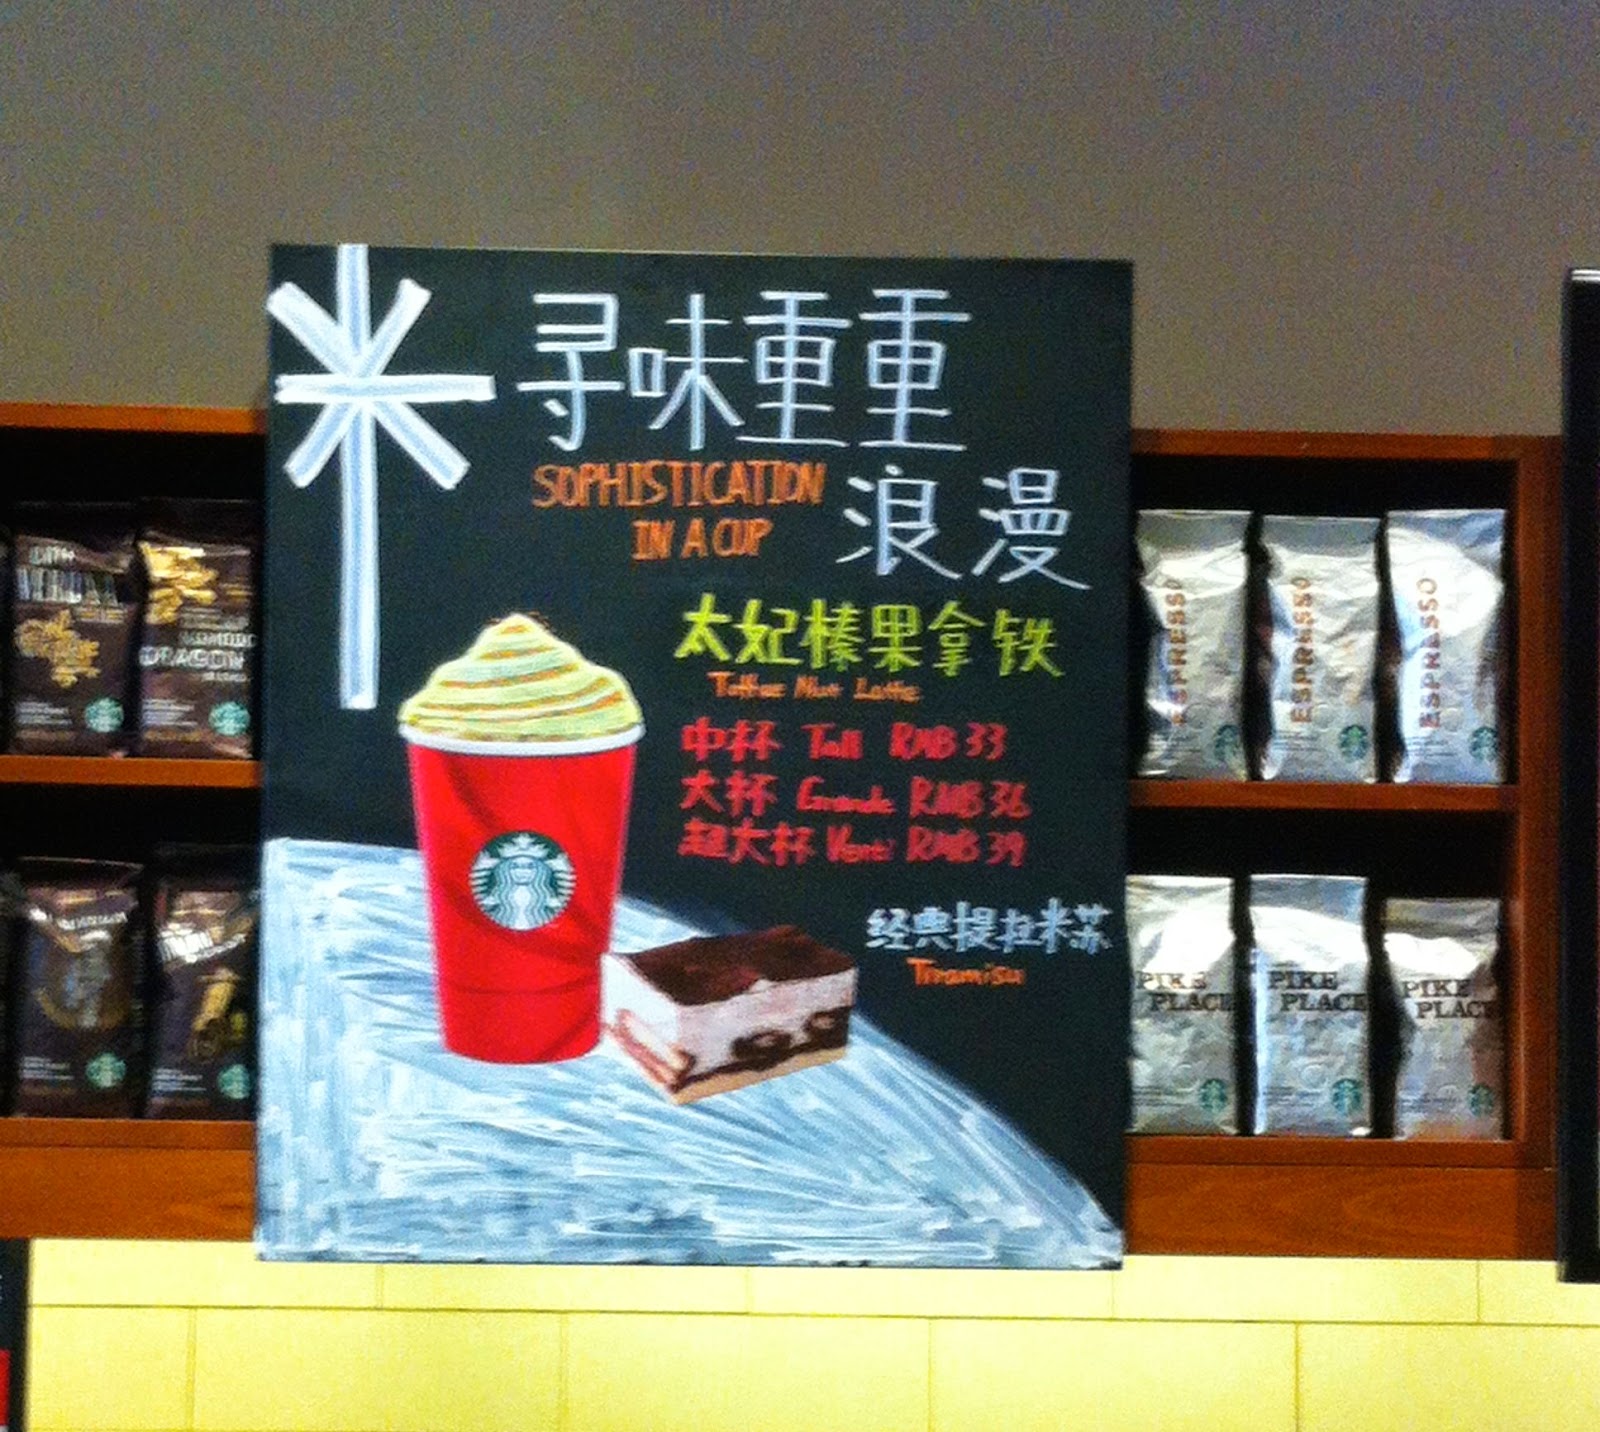 寻味重重
浪漫
SOPHISTICATION
IN A CUP
太妃榛果拿铁
Toffee Nut Latte
中杯 Tall RMB 33
大杯 Grande RMB 36
超大杯 Venti RMB 39
经典提拉米苏
Tiramisu
DRAGON
ESPRESSO
ESPRESSO
ESPRESSO
PIKE
PLACE
PIKE
PLACE
PIKE
PLACE